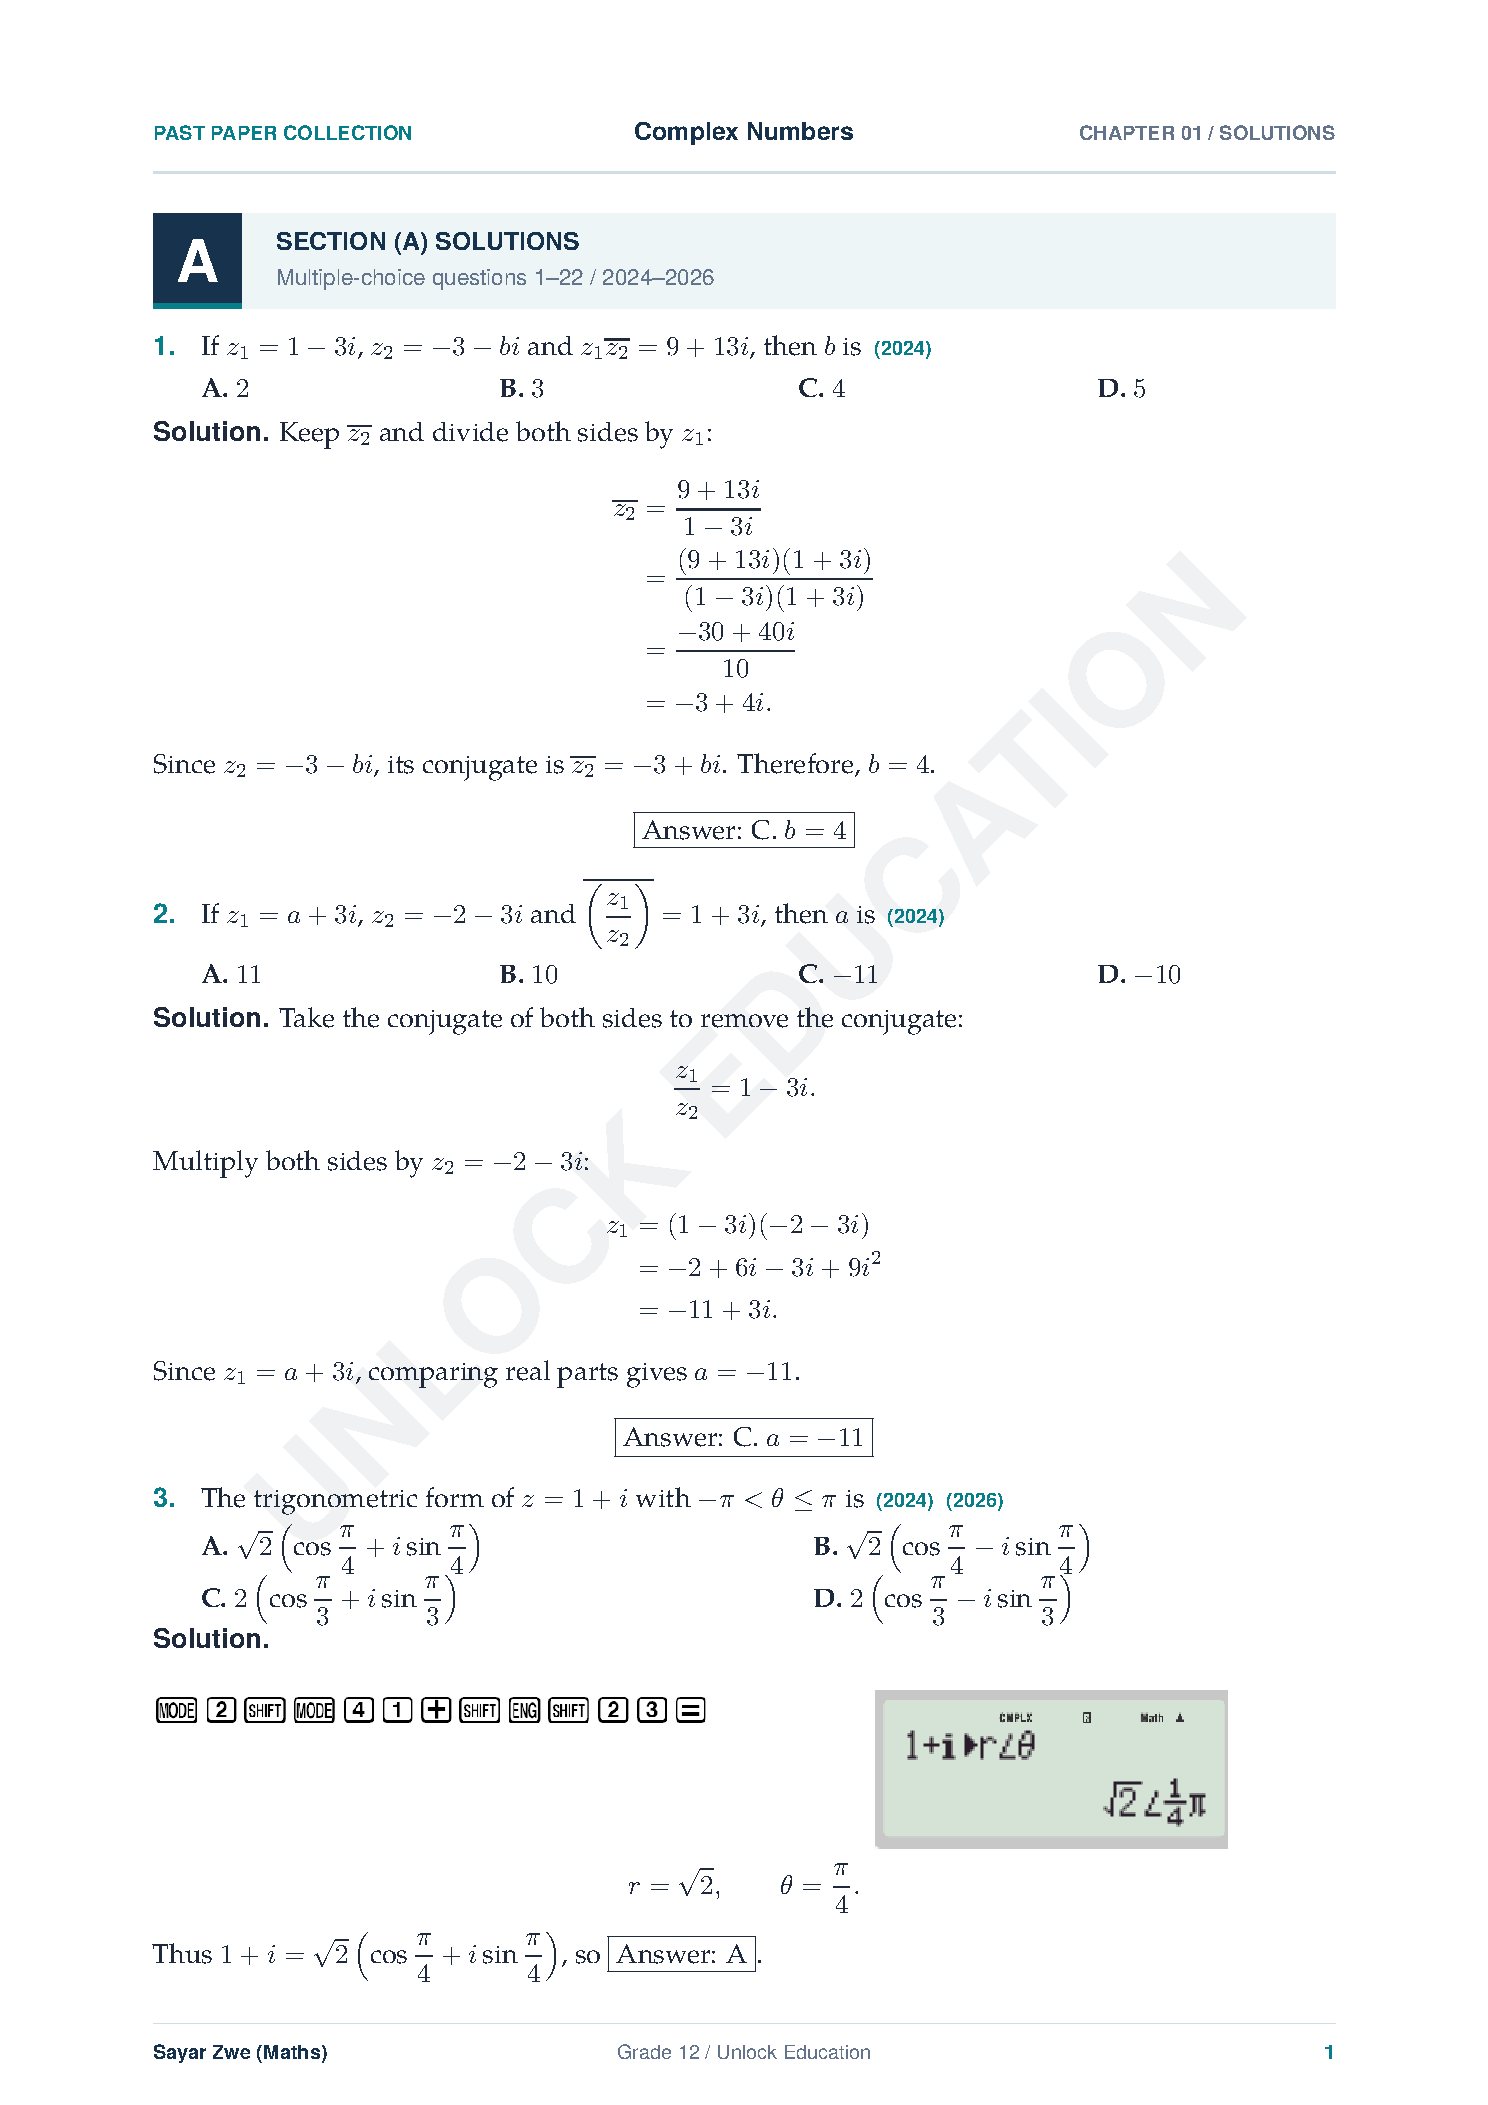 PAST PAPER COLLECTION Complex Numbers CHAPTER 01 / SOLUTIONS
A
SECTION (A) SOLUTIONS
Multiple-choice questions 1–22 / 2024–2026
1. If z₁ = 1 − 3i, z₂ = −3 − bi and z₁z̅₂ = 9 + 13i, then b is (2024)
A. 2 B. 3 C. 4 D. 5
Solution. Keep z̅₂ and divide both sides by z₁:
z̅₂ = (9 + 13i)/(1 − 3i)
= (9 + 13i)(1 + 3i)/(1 − 3i)(1 + 3i)
= (−30 + 40i)/10
= −3 + 4i.
Since z₂ = −3 − bi, its conjugate is z̅₂ = −3 + bi. Therefore, b = 4.
Answer: C. b = 4
2. If z₁ = a + 3i, z₂ = −2 − 3i and \overline{(z₁/z₂)} = 1 + 3i, then a is (2024)
A. 11 B. 10 C. −11 D. −10
Solution. Take the conjugate of both sides to remove the conjugate:
z₁/z₂ = 1 − 3i.
Multiply both sides by z₂ = −2 − 3i:
z₁ = (1 − 3i)(−2 − 3i)
= −2 + 6i − 3i + 9i²
= −11 + 3i.
Since z₁ = a + 3i, comparing real parts gives a = −11.
Answer: C. a = −11
3. The trigonometric form of z = 1 + i with −π < θ ≤ π is (2024) (2026)
A. √2 (cos π/4 + i sin π/4) B. √2 (cos π/4 − i sin π/4)
C. 2 (cos π/3 + i sin π/3) D. 2 (cos π/3 − i sin π/3)
Solution.
MODE 2 SHIFT MODE 4 1 + SHIFT ENG SHIFT 2 3 =
CMPLX R Math ▲
1+i▶r∠θ
√2∠1/4π
r = √2, θ = π/4.
Thus 1 + i = √2 (cos π/4 + i sin π/4), so Answer: A.
Sayar Zwe (Maths) Grade 12 / Unlock Education 1
UNLOCK EDUCATION